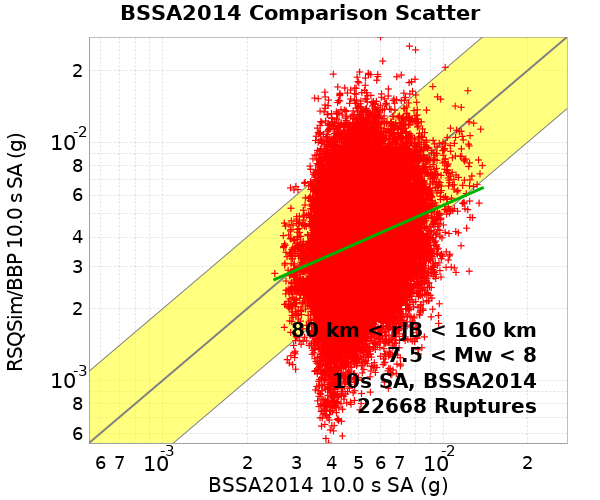 BSSA2014 Comparison Scatter
RSQSim/BBP 10.0 s SA (g)
2
10-2
8
6
4
3
2
10-3
8
6
80 km < rJB < 160 km
7.5 < Mw < 8
10s SA, BSSA2014
22668 Ruptures
6 7 10-3 2 3 4 5 6 7 10-2 2
BSSA2014 10.0 s SA (g)